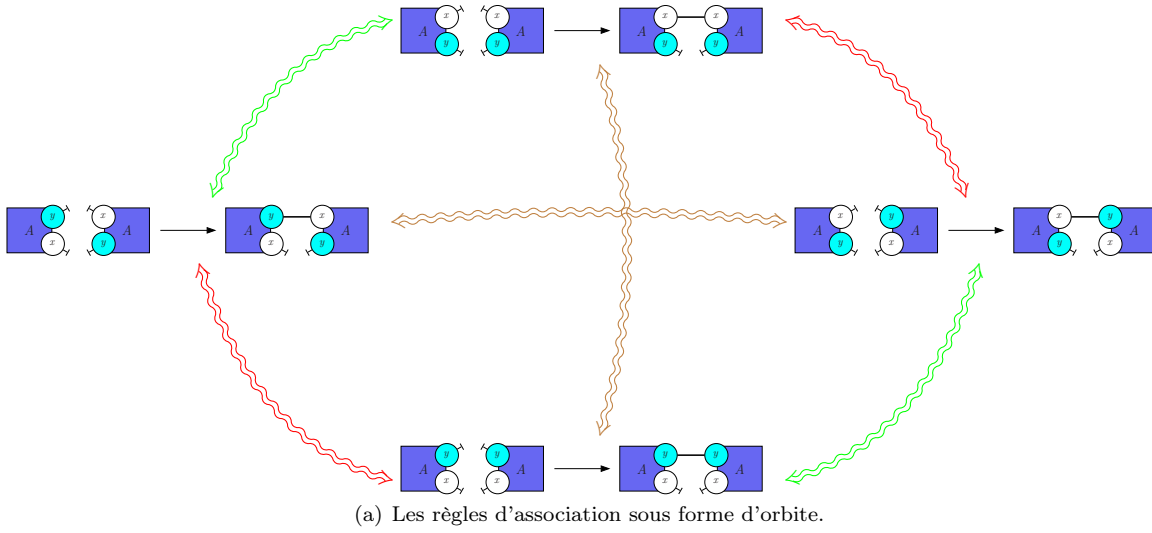 x x x x
A A A A
y y y y
y x y x x y x y
A A A A A A A A
x y x y y x y x
y y y y
A A A A
x x x x
(a) Les règles d'association sous forme d'orbite.